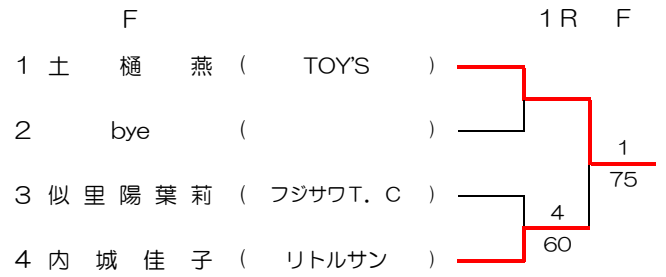 F 1R F
1 土 樋 燕 ( TOY'S )
2 bye ( )
1
75
3 似 里 陽 葉 莉 ( フジサワT. C )
4
60
4 内 城 佳 子 ( リトルサン )